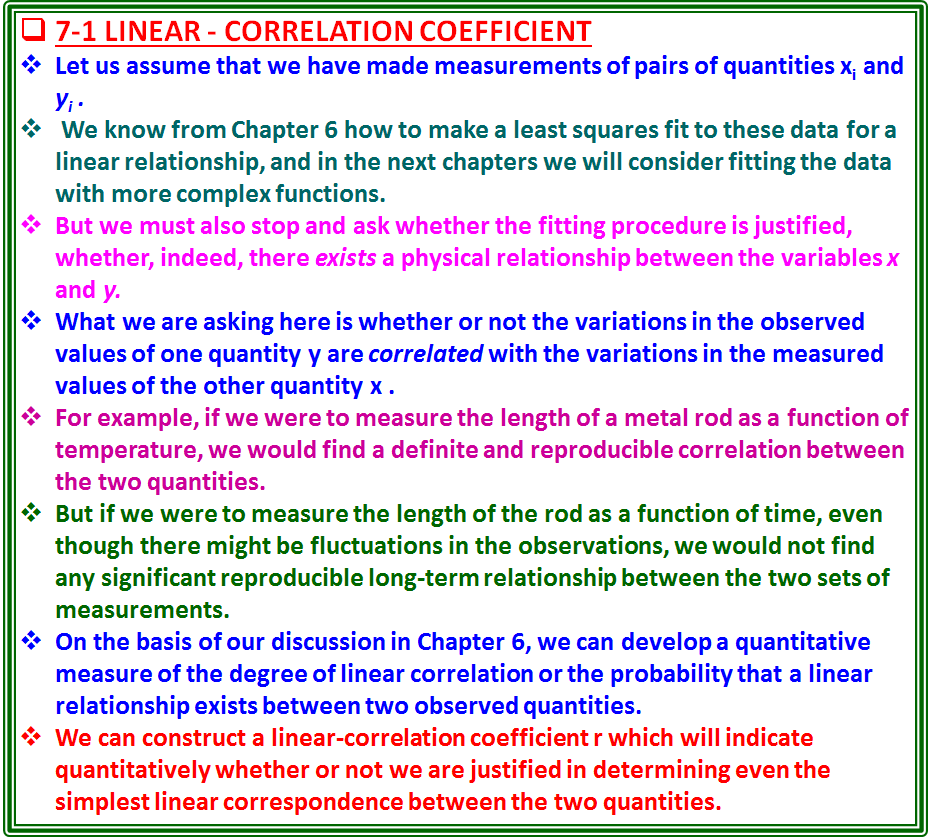 7-1 LINEAR - CORRELATION COEFFICIENT
Let us assume that we have made measurements of pairs of quantities xi and
yi .
We know from Chapter 6 how to make a least squares fit to these data for a
linear relationship, and in the next chapters we will consider fitting the data
with more complex functions.
But we must also stop and ask whether the fitting procedure is justified,
whether, indeed, there exists a physical relationship between the variables x
and y.
What we are asking here is whether or not the variations in the observed
values of one quantity y are correlated with the variations in the measured
values of the other quantity x .
For example, if we were to measure the length of a metal rod as a function of
temperature, we would find a definite and reproducible correlation between
the two quantities.
But if we were to measure the length of the rod as a function of time, even
though there might be fluctuations in the observations, we would not find
any significant reproducible long-term relationship between the two sets of
measurements.
On the basis of our discussion in Chapter 6, we can develop a quantitative
measure of the degree of linear correlation or the probability that a linear
relationship exists between two observed quantities.
We can construct a linear-correlation coefficient r which will indicate
quantitatively whether or not we are justified in determining even the
simplest linear correspondence between the two quantities.